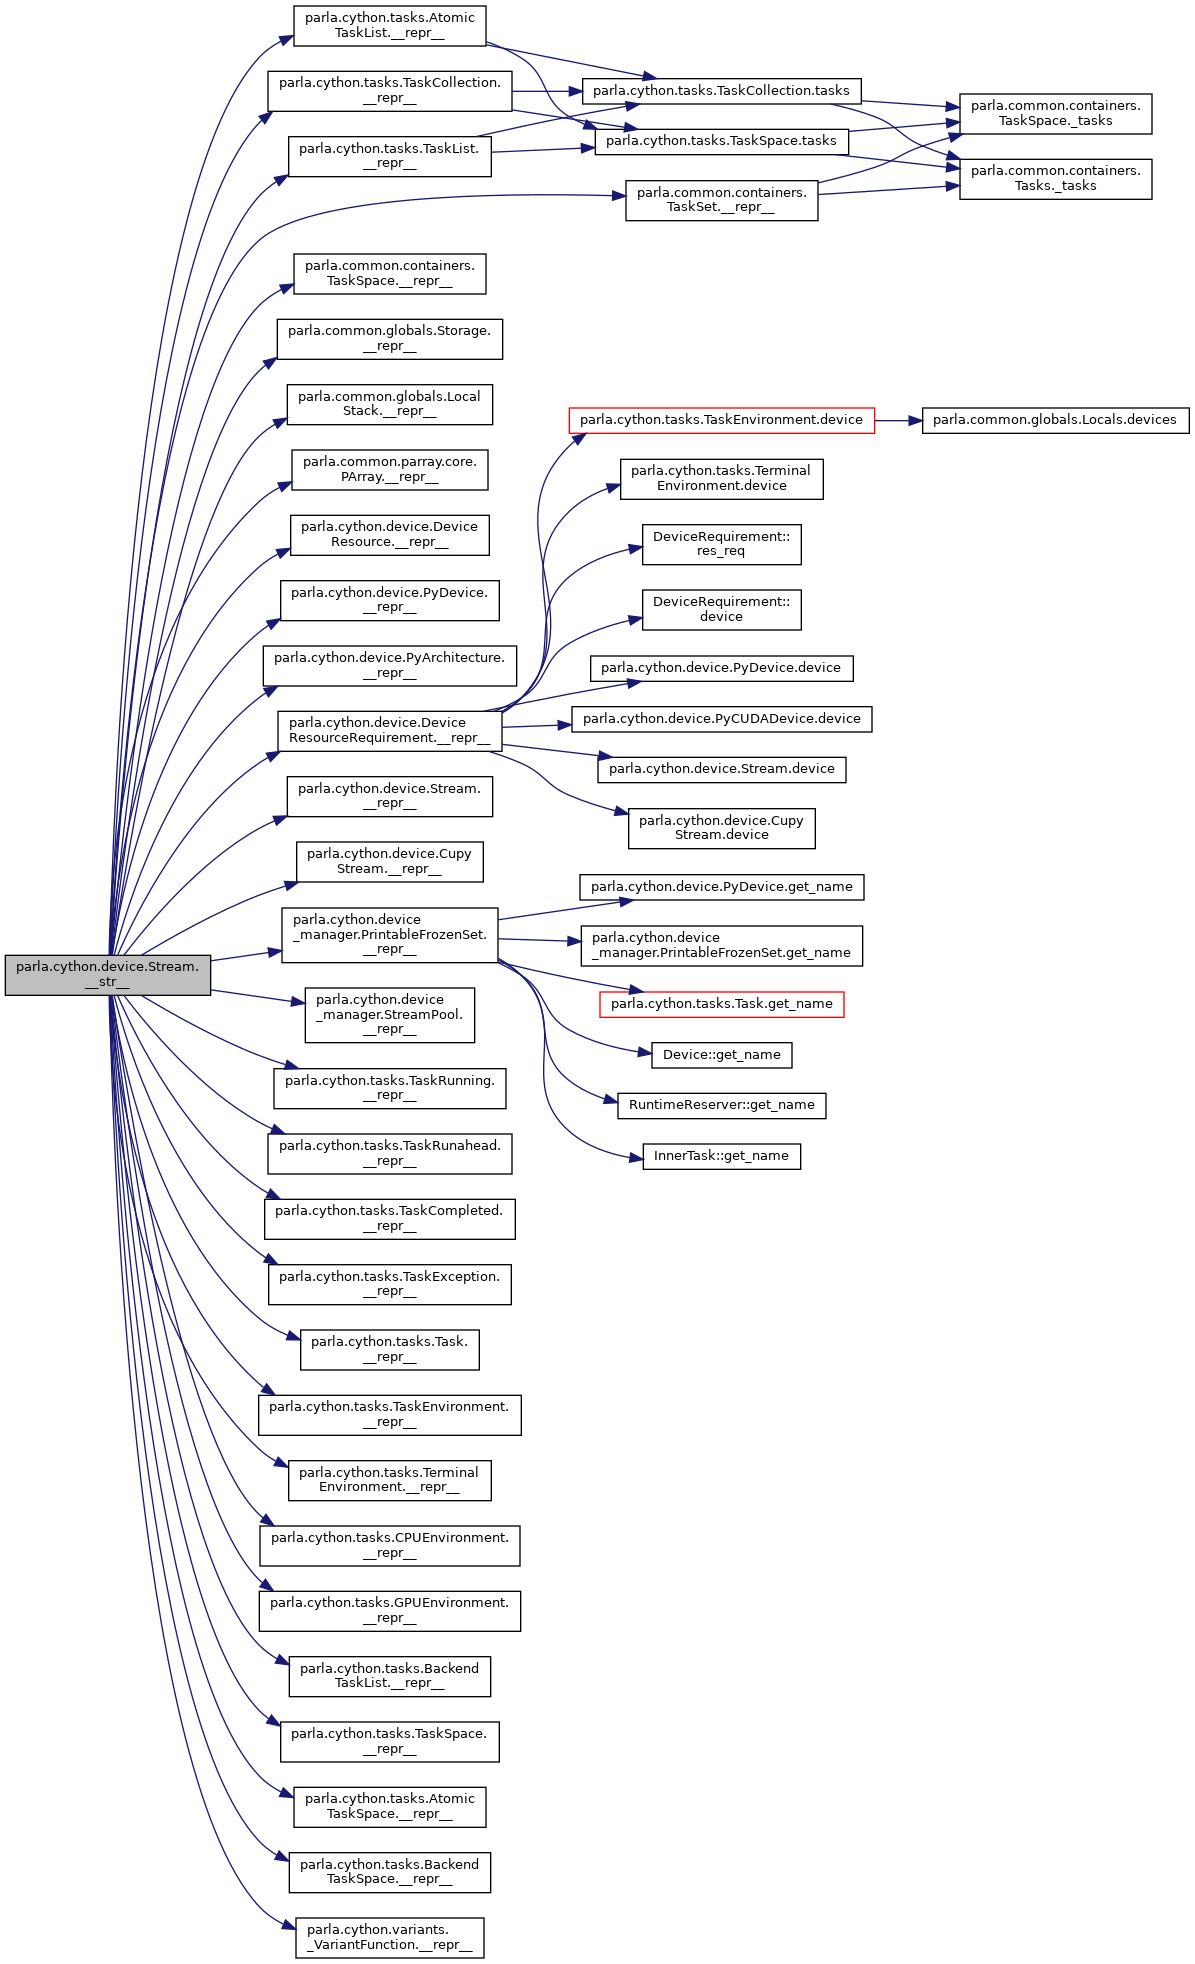 parla.cython.device.Stream.
__str__
parla.cython.tasks.Atomic
TaskList.__repr__
parla.cython.tasks.TaskCollection.
__repr__
parla.cython.tasks.TaskList.
__repr__
parla.common.containers.
TaskSet.__repr__
parla.common.containers.
TaskSpace.__repr__
parla.common.globals.Storage.
__repr__
parla.common.globals.Local
Stack.__repr__
parla.common.parray.core.
PArray.__repr__
parla.cython.device.Device
Resource.__repr__
parla.cython.device.PyDevice.
__repr__
parla.cython.device.PyArchitecture.
__repr__
parla.cython.device.Device
ResourceRequirement.__repr__
parla.cython.device.Stream.
__repr__
parla.cython.device.Cupy
Stream.__repr__
parla.cython.device
_manager.PrintableFrozenSet.
__repr__
parla.cython.device
_manager.StreamPool.
__repr__
parla.cython.tasks.TaskRunning.
__repr__
parla.cython.tasks.TaskRunahead.
__repr__
parla.cython.tasks.TaskCompleted.
__repr__
parla.cython.tasks.TaskException.
__repr__
parla.cython.tasks.Task.
__repr__
parla.cython.tasks.TaskEnvironment.
__repr__
parla.cython.tasks.Terminal
Environment.__repr__
parla.cython.tasks.CPUEnvironment.
__repr__
parla.cython.tasks.GPUEnvironment.
__repr__
parla.cython.tasks.Backend
TaskList.__repr__
parla.cython.tasks.TaskSpace.
__repr__
parla.cython.tasks.Atomic
TaskSpace.__repr__
parla.cython.tasks.Backend
TaskSpace.__repr__
parla.cython.variants.
_VariantFunction.__repr__
parla.cython.tasks.TaskCollection.tasks
parla.cython.tasks.TaskSpace.tasks
parla.common.containers.
TaskSpace._tasks
parla.common.containers.
Tasks._tasks
parla.cython.tasks.TaskEnvironment.device
parla.common.globals.Locals.devices
parla.cython.tasks.Terminal
Environment.device
DeviceRequirement::
res_req
DeviceRequirement::
device
parla.cython.device.PyDevice.device
parla.cython.device.PyCUDADevice.device
parla.cython.device.Stream.device
parla.cython.device.Cupy
Stream.device
parla.cython.device.PyDevice.get_name
parla.cython.device
_manager.PrintableFrozenSet.get_name
parla.cython.tasks.Task.get_name
Device::get_name
RuntimeReserver::get_name
InnerTask::get_name